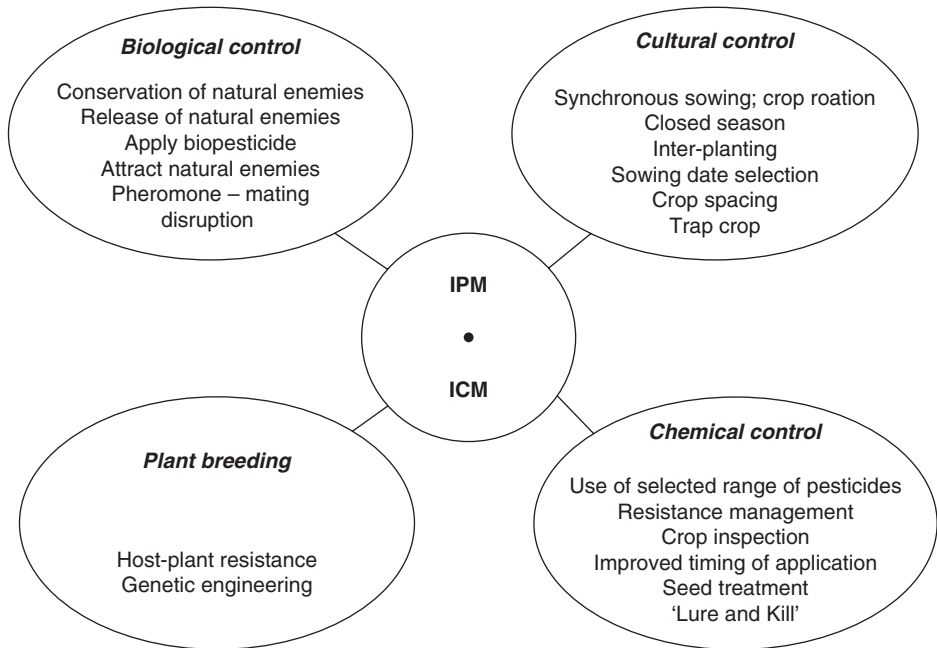 Biological control
Conservation of natural enemies
Release of natural enemies
Apply biopesticide
Attract natural enemies
Pheromone – mating
disruption
Cultural control
Synchronous sowing; crop roation
Closed season
Inter-planting
Sowing date selection
Crop spacing
Trap crop
IPM
ICM
Plant breeding
Host-plant resistance
Genetic engineering
Chemical control
Use of selected range of pesticides
Resistance management
Crop inspection
Improved timing of application
Seed treatment
‘Lure and Kill’